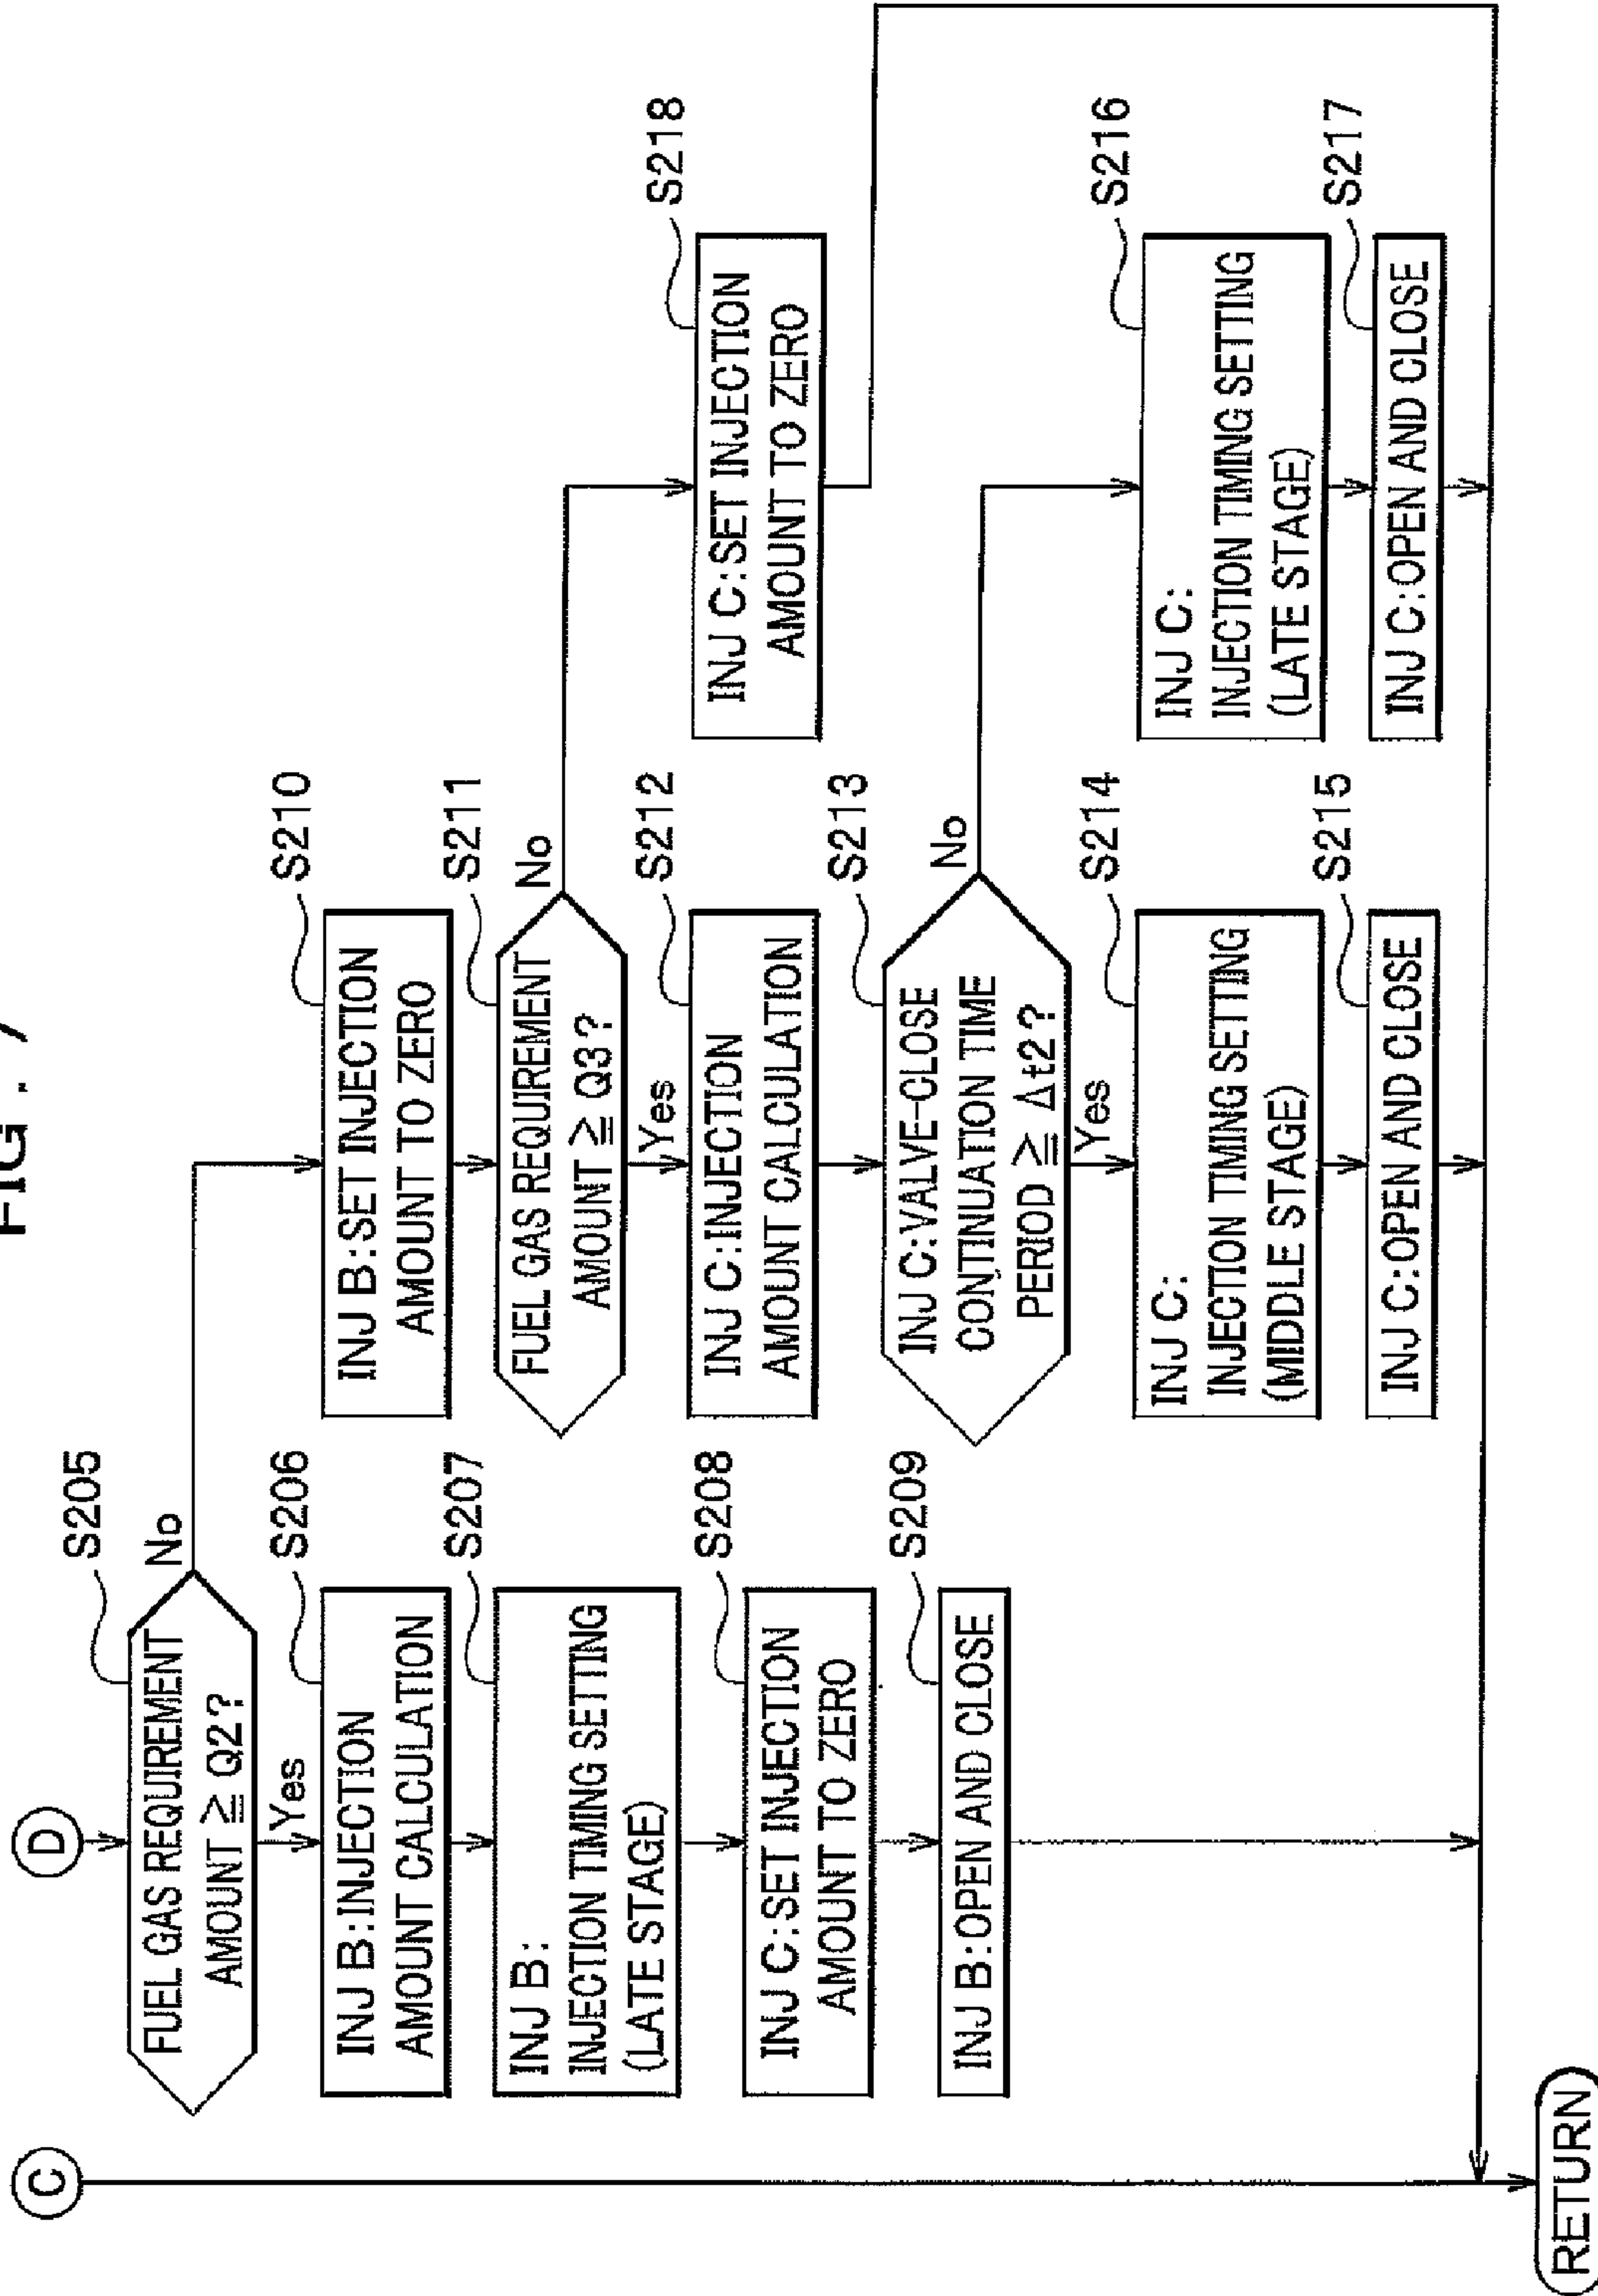 FIG. 7
C
D
FUEL GAS REQUIREMENT
AMOUNT ≧ Q2?
S205
No
Yes
INJ B:INJECTION
AMOUNT CALCULATION
S206
INJ B:
INJECTION TIMING SETTING
(LATE STAGE)
S207
INJ C:SET INJECTION
AMOUNT TO ZERO
S208
INJ B:OPEN AND CLOSE
S209
INJ B:SET INJECTION
AMOUNT TO ZERO
S210
FUEL GAS REQUIREMENT
AMOUNT ≧ Q3?
S211
No
Yes
INJ C:INJECTION
AMOUNT CALCULATION
S212
INJ C:VALVE-CLOSE
CONTINUATION TIME
PERIOD ≧ Δt2?
S213
No
Yes
INJ C:
INJECTION TIMING SETTING
(MIDDLE STAGE)
S214
INJ C:OPEN AND CLOSE
S215
INJ C:SET INJECTION
AMOUNT TO ZERO
S218
INJ C:
INJECTION TIMING SETTING
(LATE STAGE)
S216
INJ C:OPEN AND CLOSE
S217
RETURN